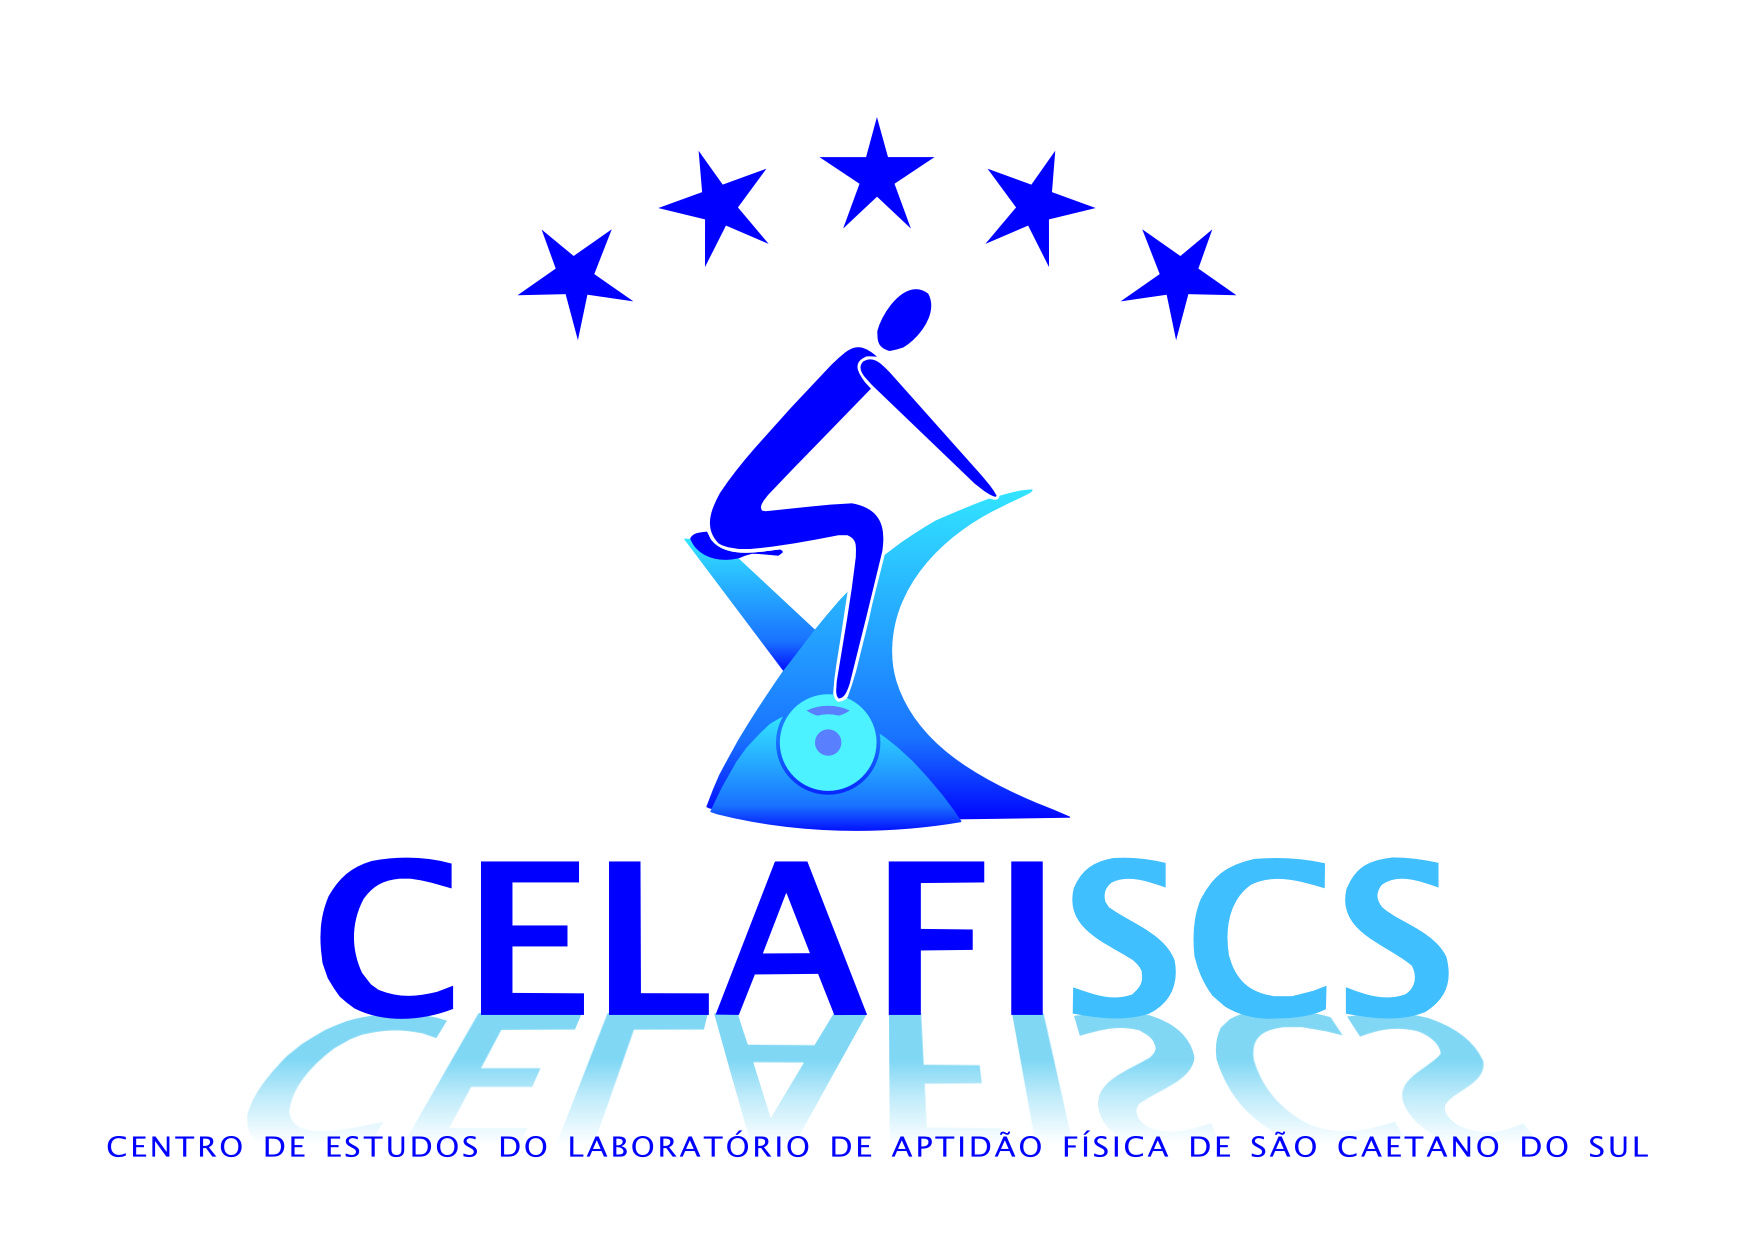 CELAFISCS
CENTRO DE ESTUDOS DO LABORATÓRIO DE APTIDÃO FÍSICA DE SÃO CAETANO DO SUL